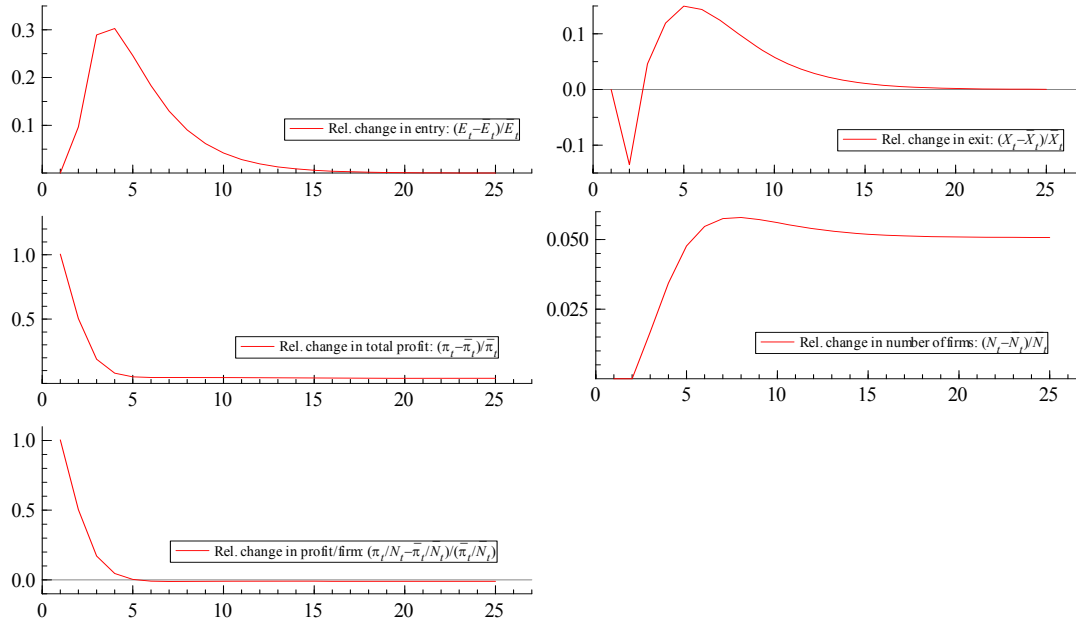 0.3
0.2
0.1
Rel. change in entry: (E_t−E̅_t)/E̅_t
0 5 10 15 20 25
0.1
0.0
-0.1
Rel. change in exit: (X_t−X̅_t)/X̅_t
0 5 10 15 20 25
1.0
0.5
Rel. change in total profit: (π_t−π̅_t)/π̅_t
0 5 10 15 20 25
0.050
0.025
Rel. change in number of firms: (N_t−N̅_t)/N̅_t
0 5 10 15 20 25
1.0
0.5
0.0
Rel. change in profit/firm: (π_t/N_t−π̅_t/N̅_t)/(π̅_t/N̅_t)
0 5 10 15 20 25